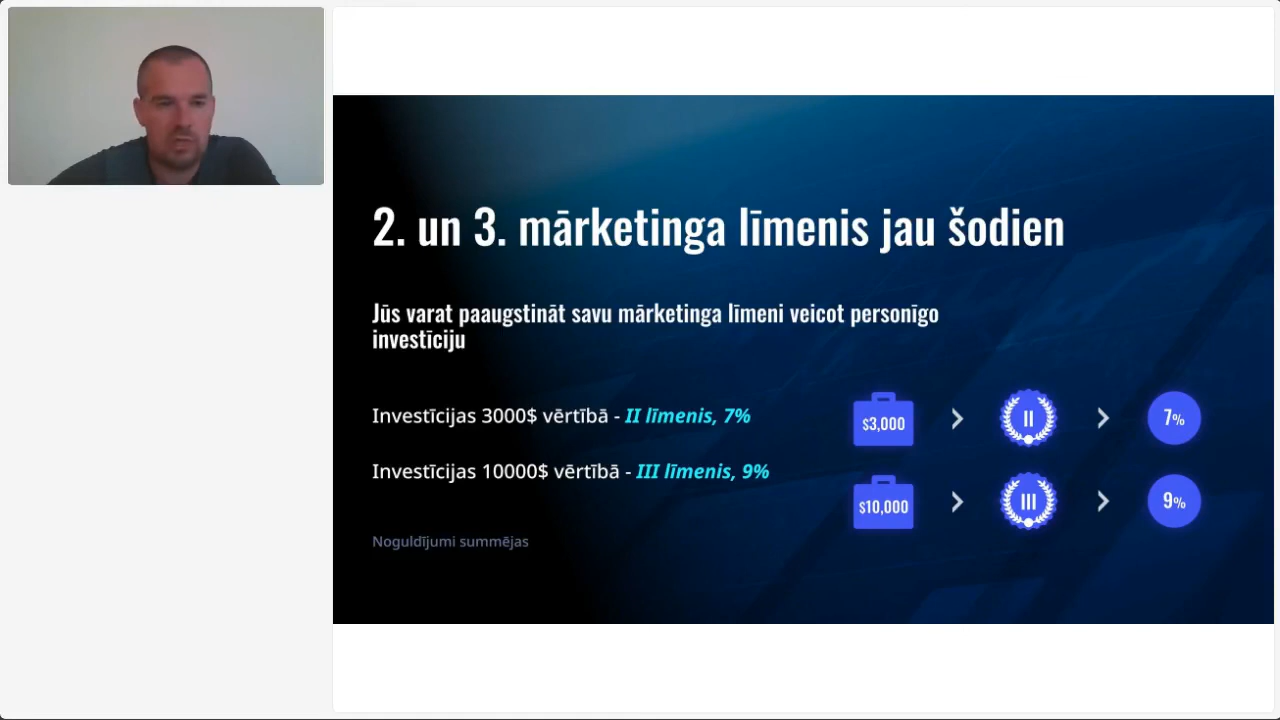 2. un 3. mārketinga līmenis jau šodien
Jūs varat paaugstināt savu mārketinga līmeni veicot personīgo
investīciju
Investīcijas 3000$ vērtībā - II līmenis, 7%
$3,000
II
7%
Investīcijas 10000$ vērtībā - III līmenis, 9%
$10,000
III
9%
Noguldījumi summējas